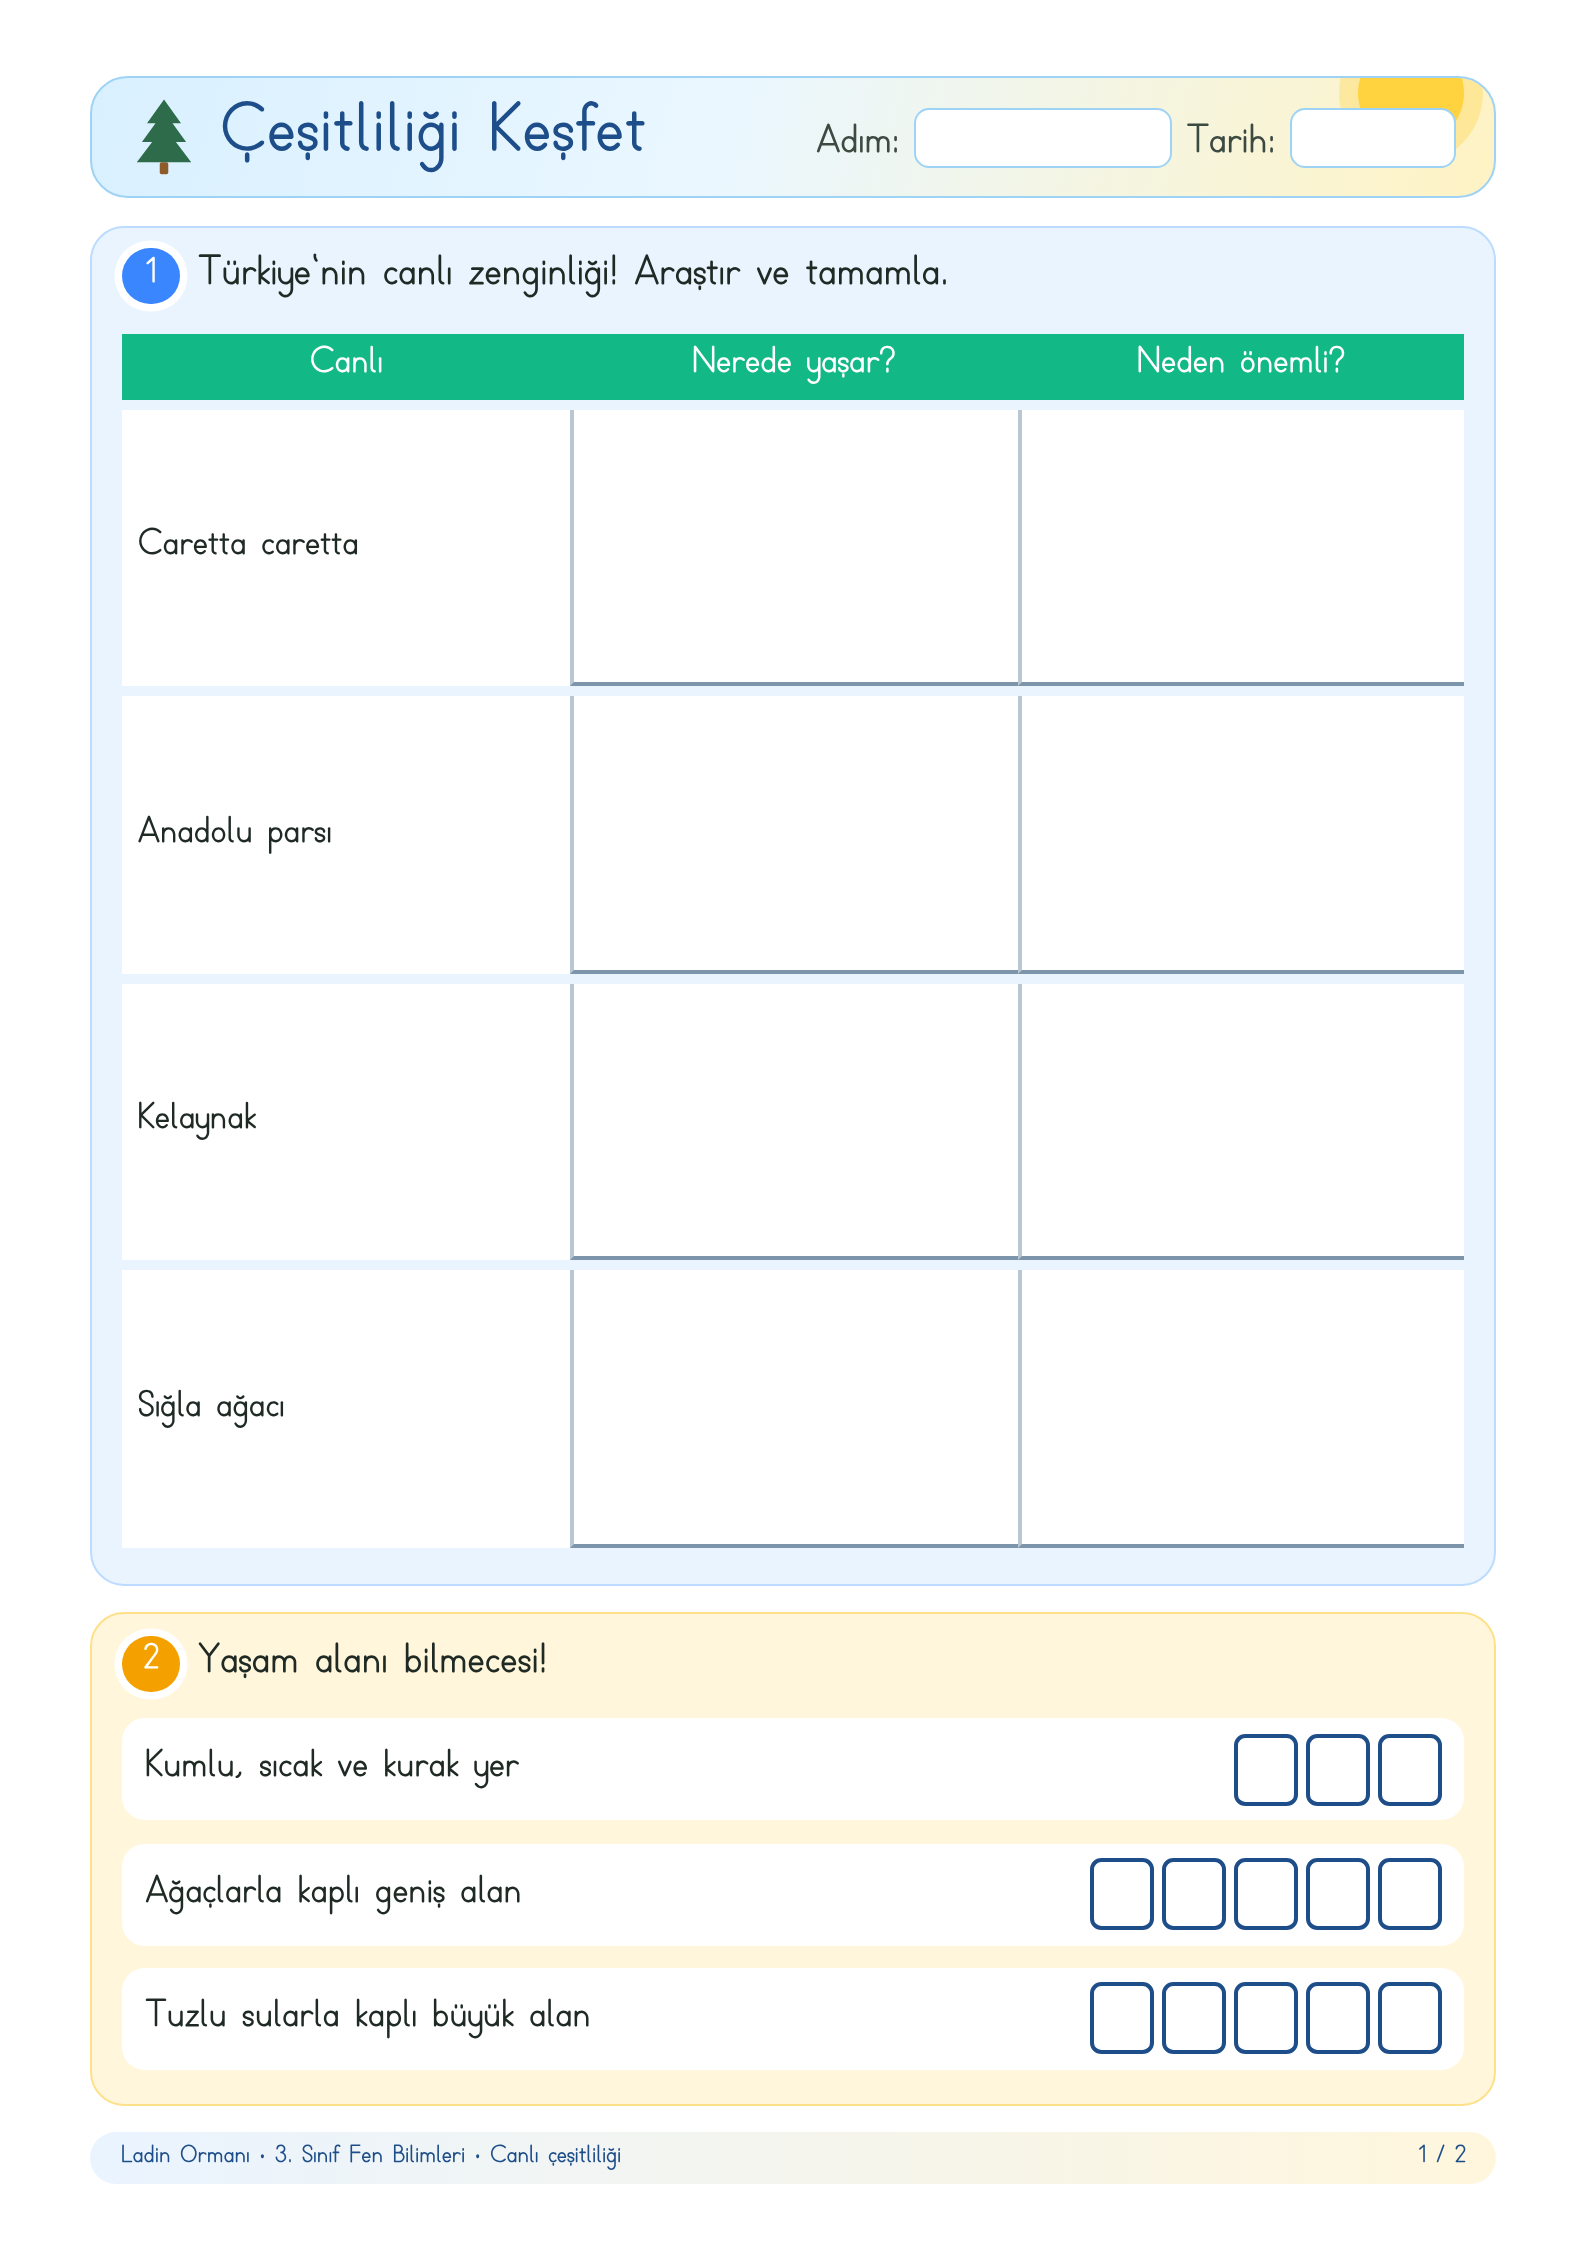 Çeşitliliği Keşfet
Adım:
Tarih:
1
Türkiye'nin canlı zenginliği! Araştır ve tamamla.
Canlı
Nerede yaşar?
Neden önemli?
Caretta caretta
Anadolu parsı
Kelaynak
Sığla ağacı
2
Yaşam alanı bilmecesi!
Kumlu, sıcak ve kurak yer
Ağaçlarla kaplı geniş alan
Tuzlu sularla kaplı büyük alan
Ladin Ormanı • 3. Sınıf Fen Bilimleri • Canlı çeşitliliği
1 / 2